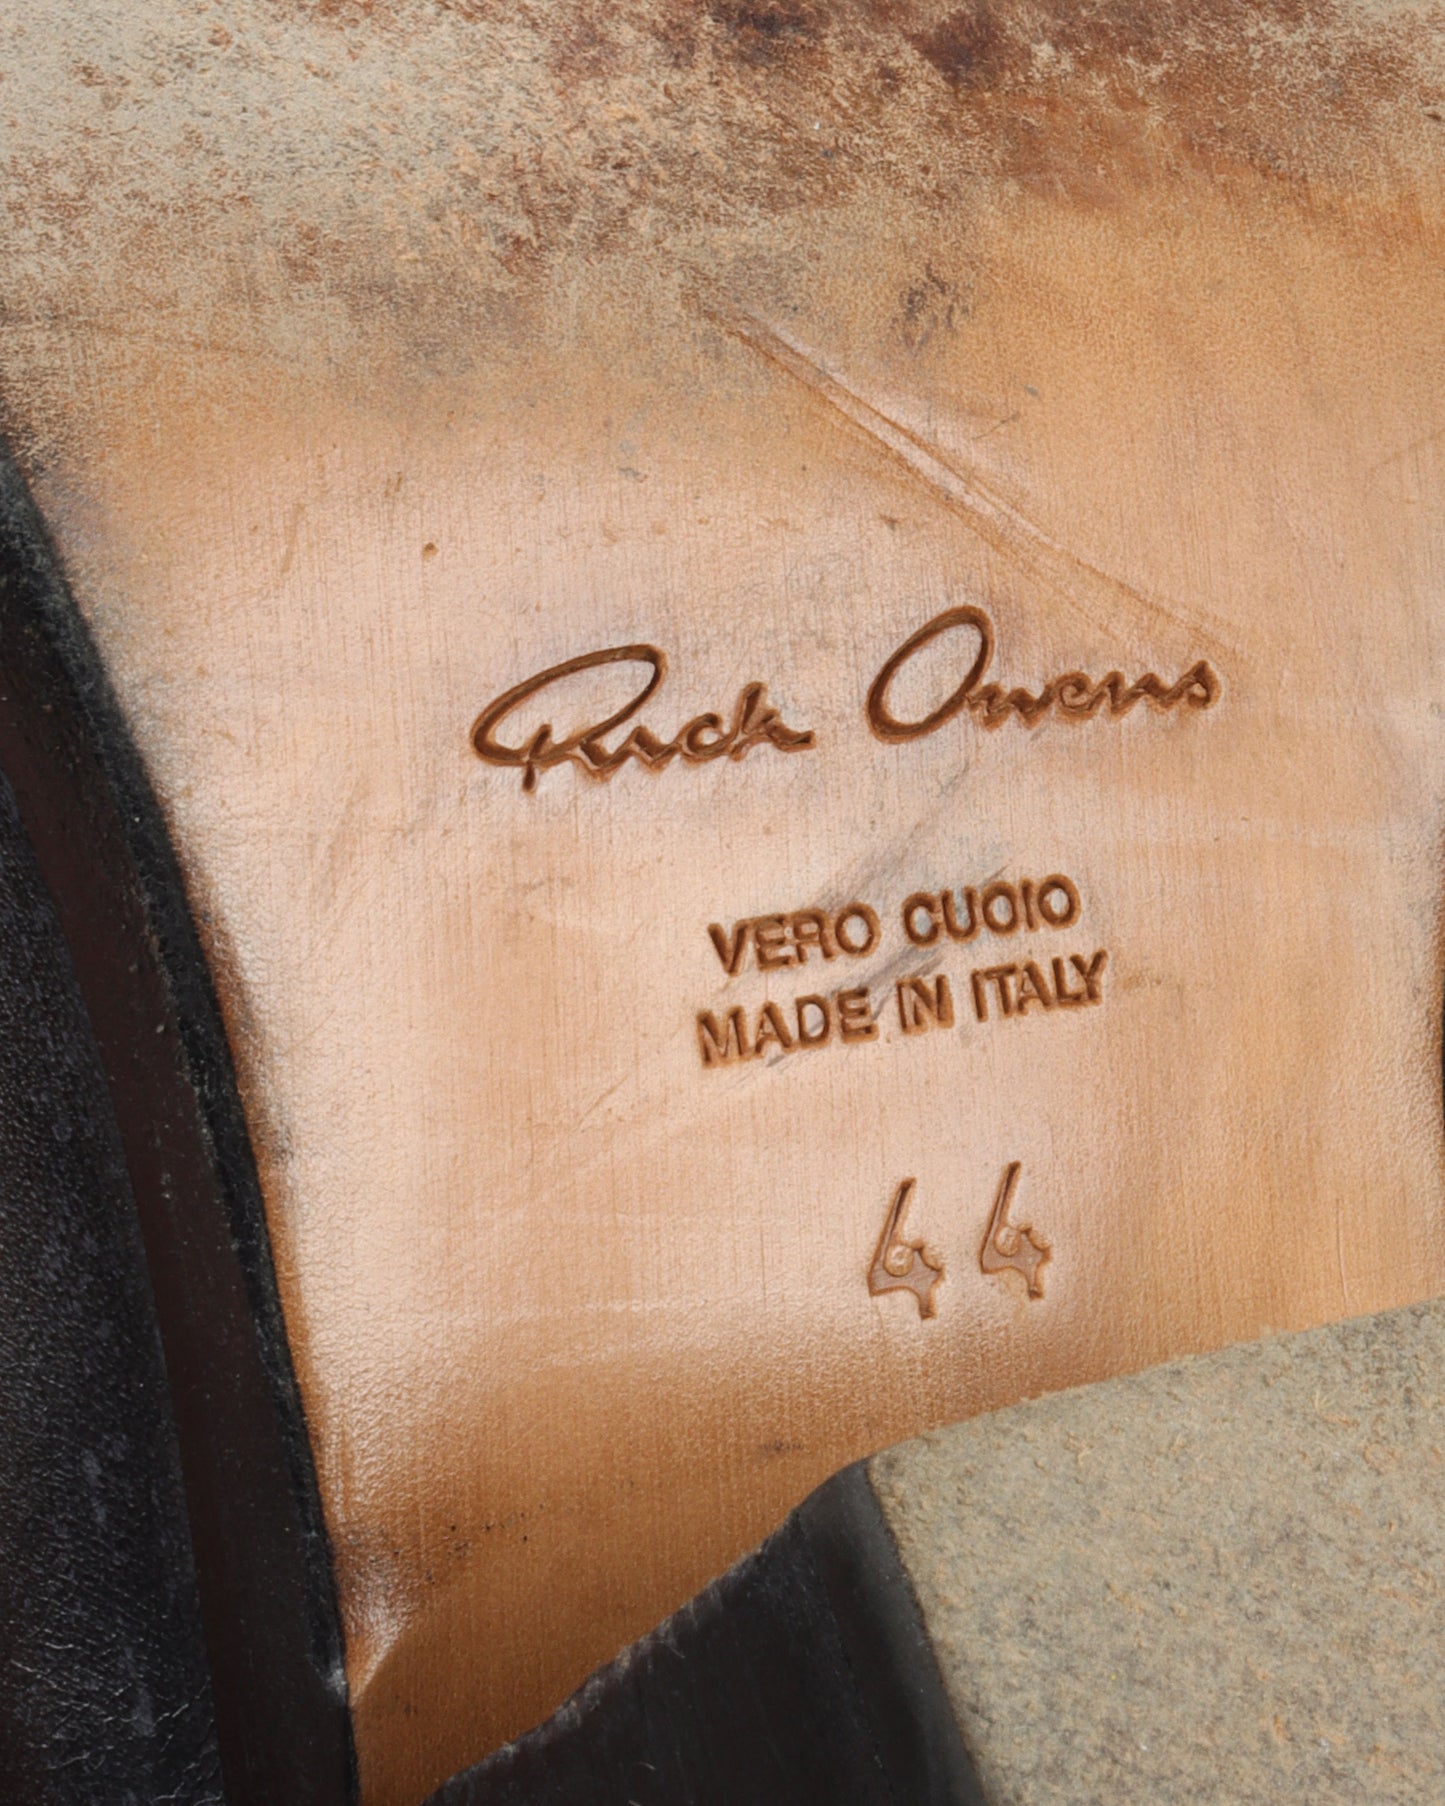 Rick Owens
VERO CUOIO
MADE IN ITALY
44